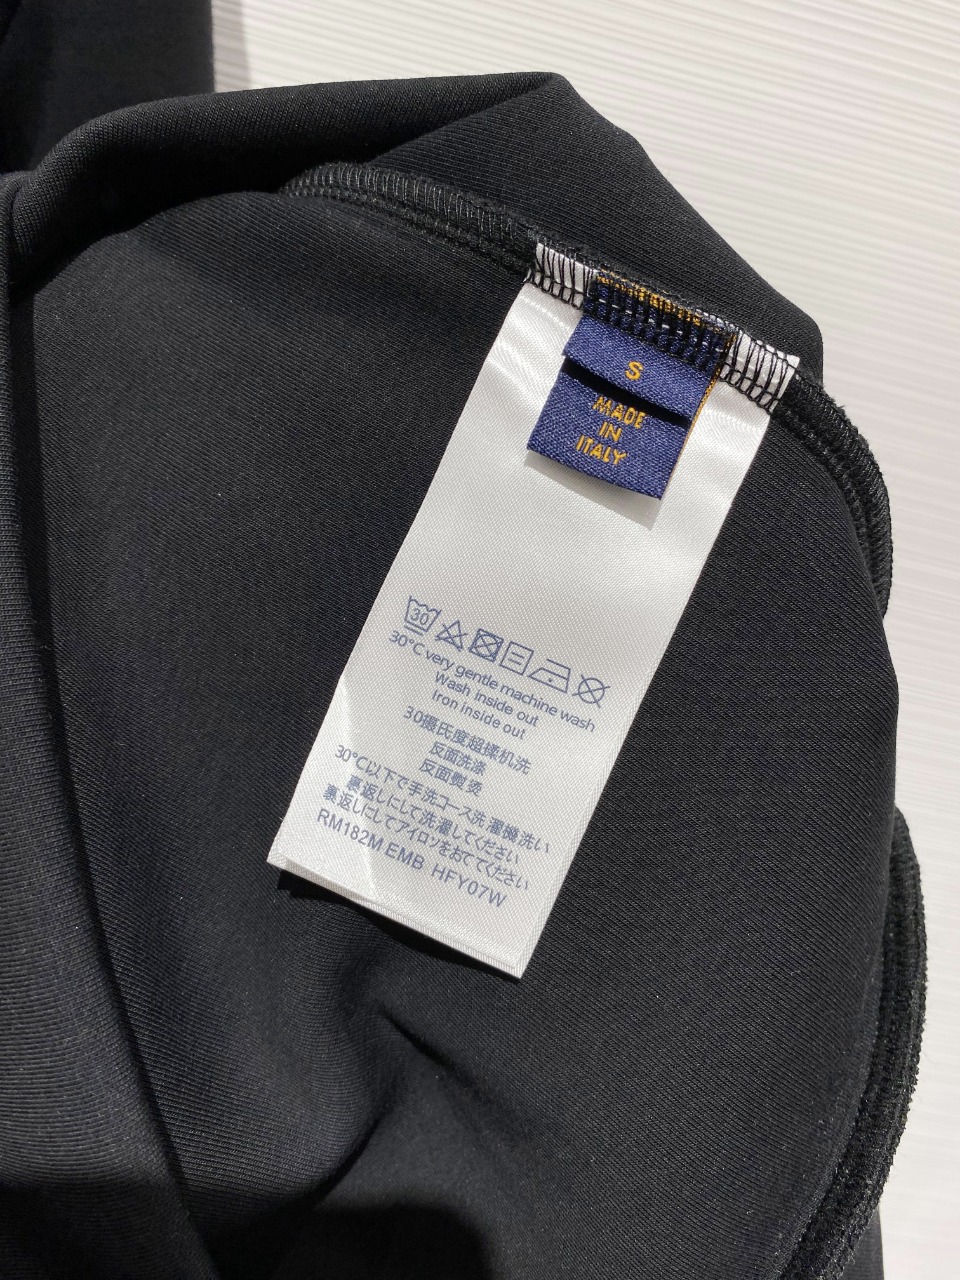 S
MADE
IN
ITALY
30
30°C very gentle machine wash
Wash inside out
Iron inside out
30摄氏度超揉机洗
反面洗涤
反面熨烫
30℃以下で手洗コース洗濯機洗い
裏返しにして洗濯してください
裏返しにしてアイロンをおててください
RM182M EMB HFY07W